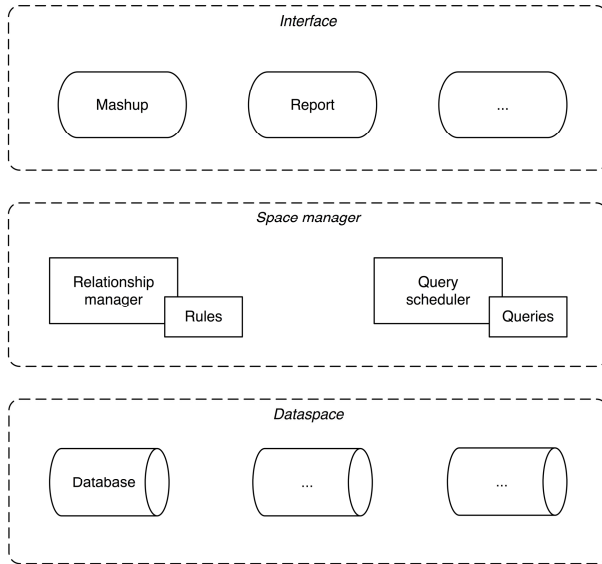 Interface
Mashup
Report
...
Space manager
Relationship
manager
Rules
Query
scheduler
Queries
Dataspace
Database
...
...